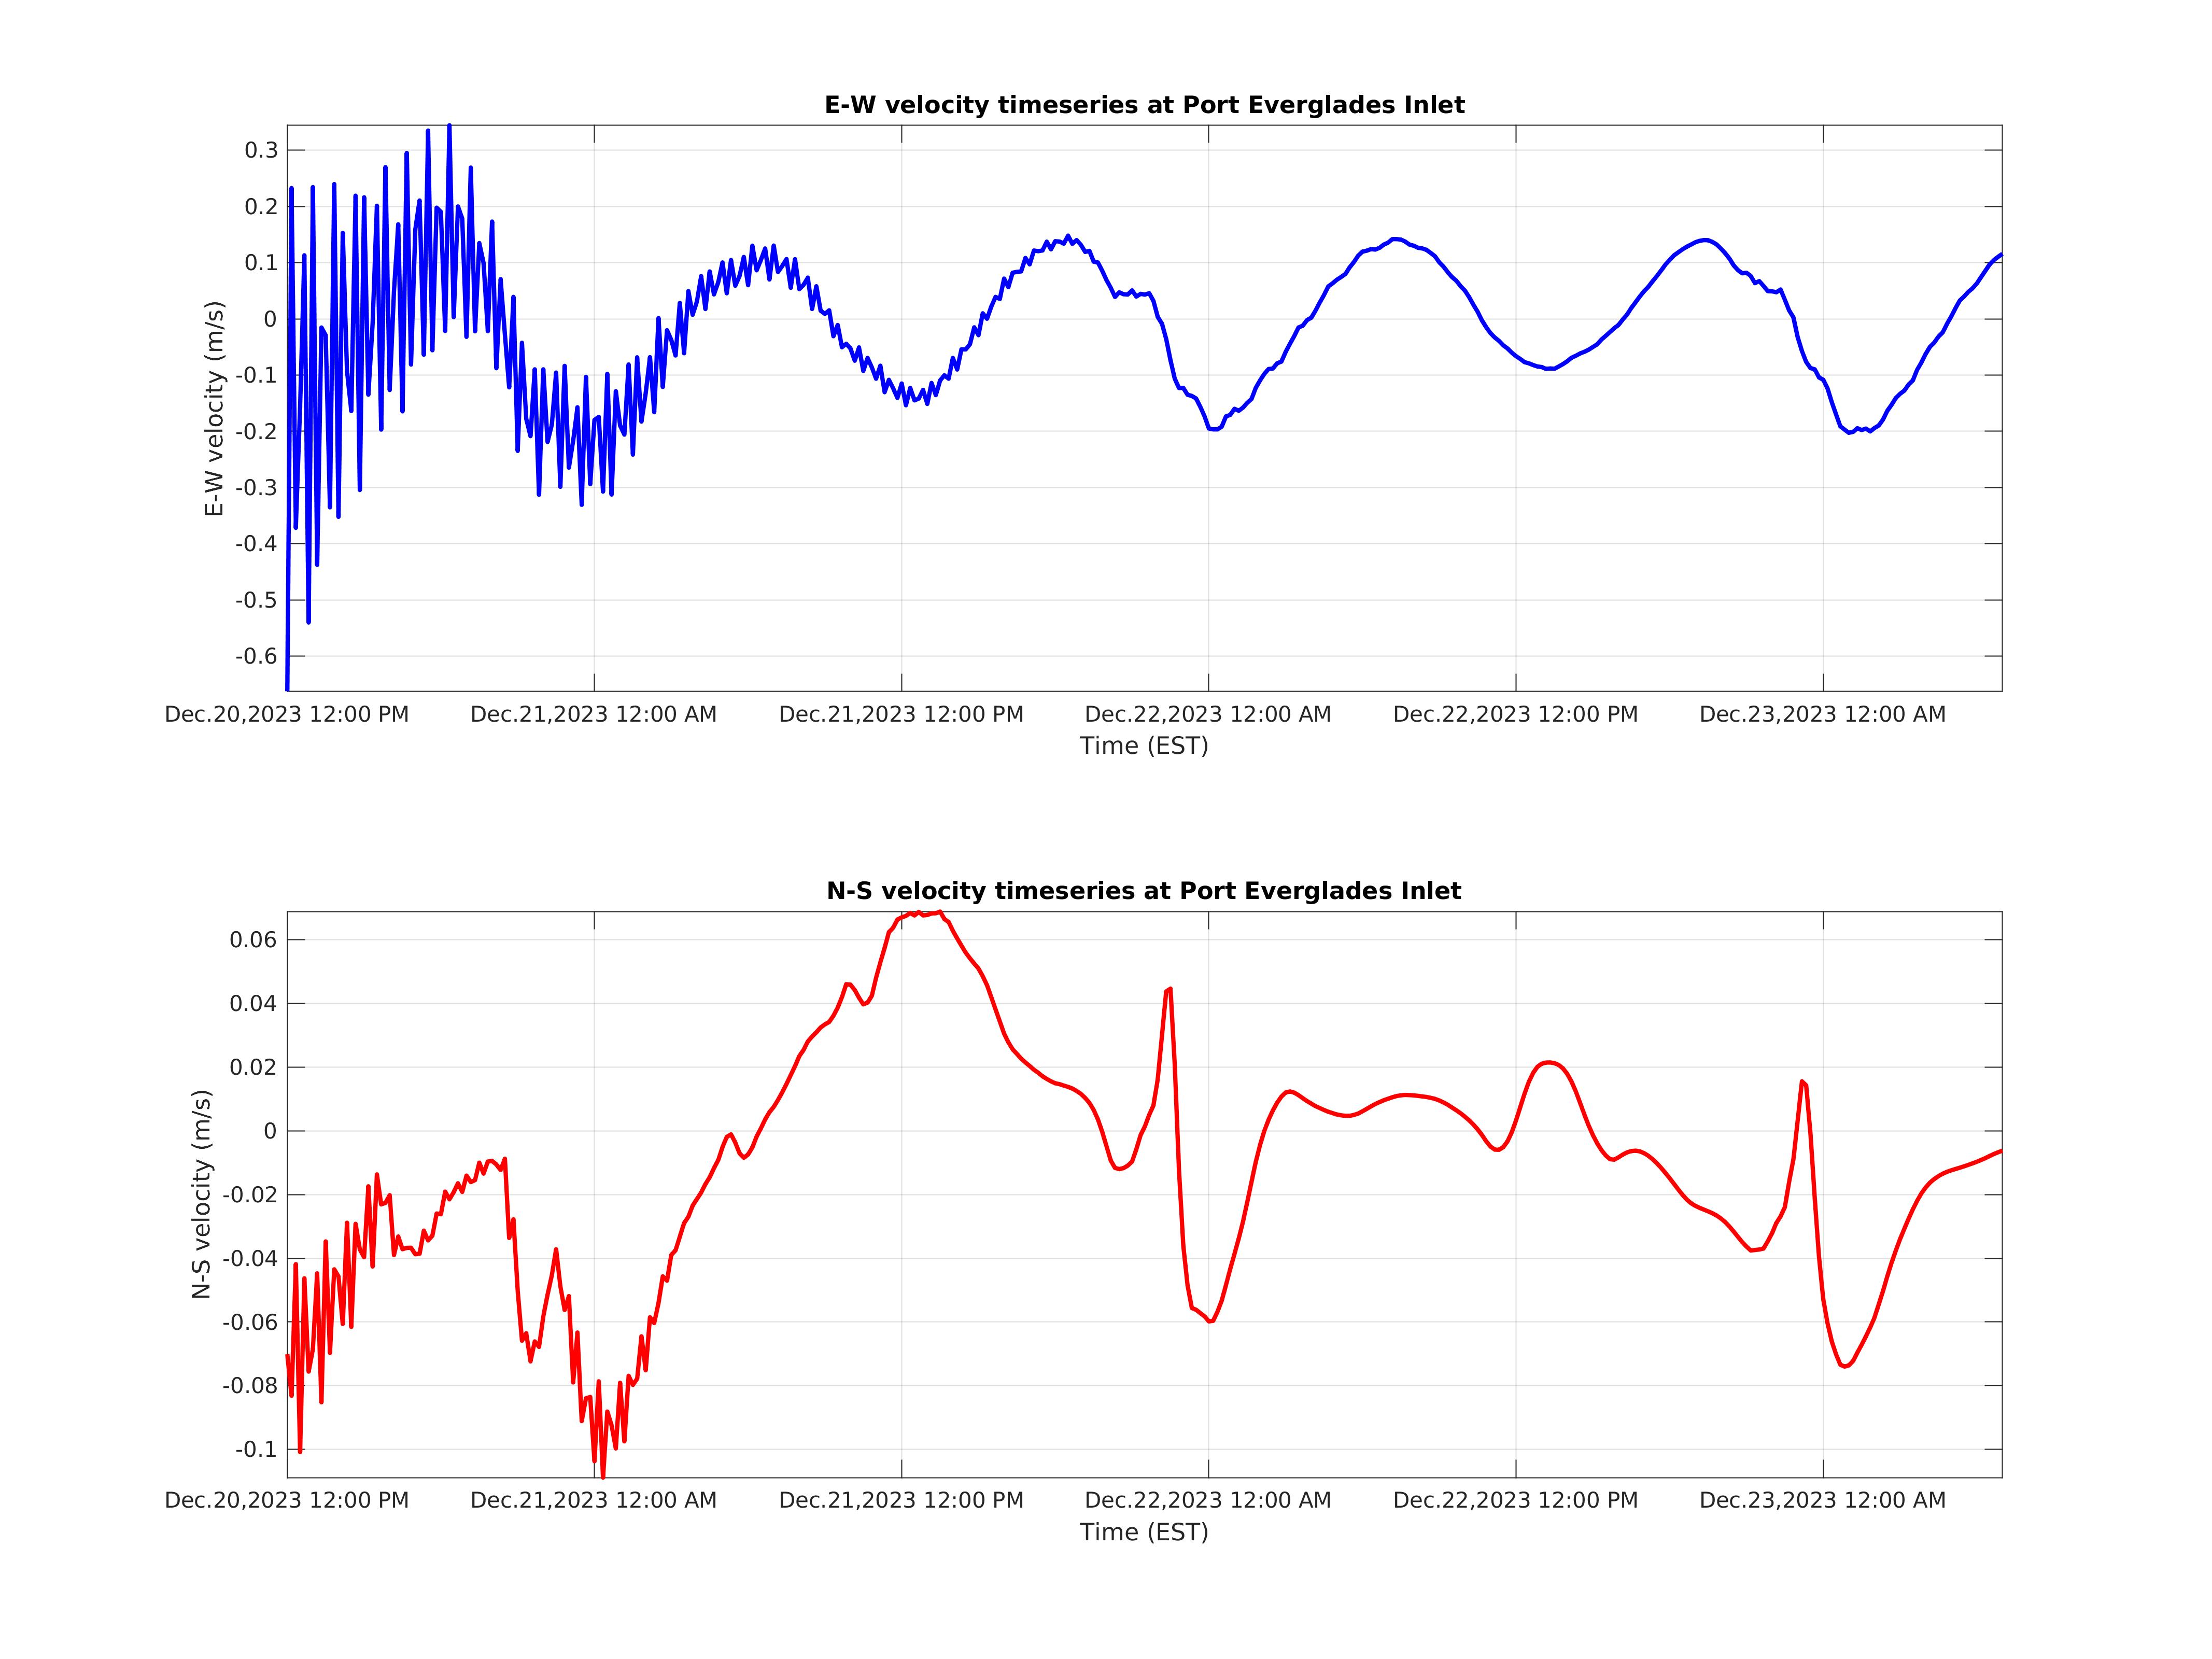 E-W velocity timeseries at Port Everglades Inlet
0.3
0.2
0.1
0
-0.1
-0.2
-0.3
-0.4
-0.5
-0.6
E-W velocity (m/s)
Dec.20,2023 12:00 PM Dec.21,2023 12:00 AM Dec.21,2023 12:00 PM Dec.22,2023 12:00 AM Dec.22,2023 12:00 PM Dec.23,2023 12:00 AM
Time (EST)
N-S velocity timeseries at Port Everglades Inlet
0.06
0.04
0.02
0
-0.02
-0.04
-0.06
-0.08
-0.1
N-S velocity (m/s)
Dec.20,2023 12:00 PM Dec.21,2023 12:00 AM Dec.21,2023 12:00 PM Dec.22,2023 12:00 AM Dec.22,2023 12:00 PM Dec.23,2023 12:00 AM
Time (EST)